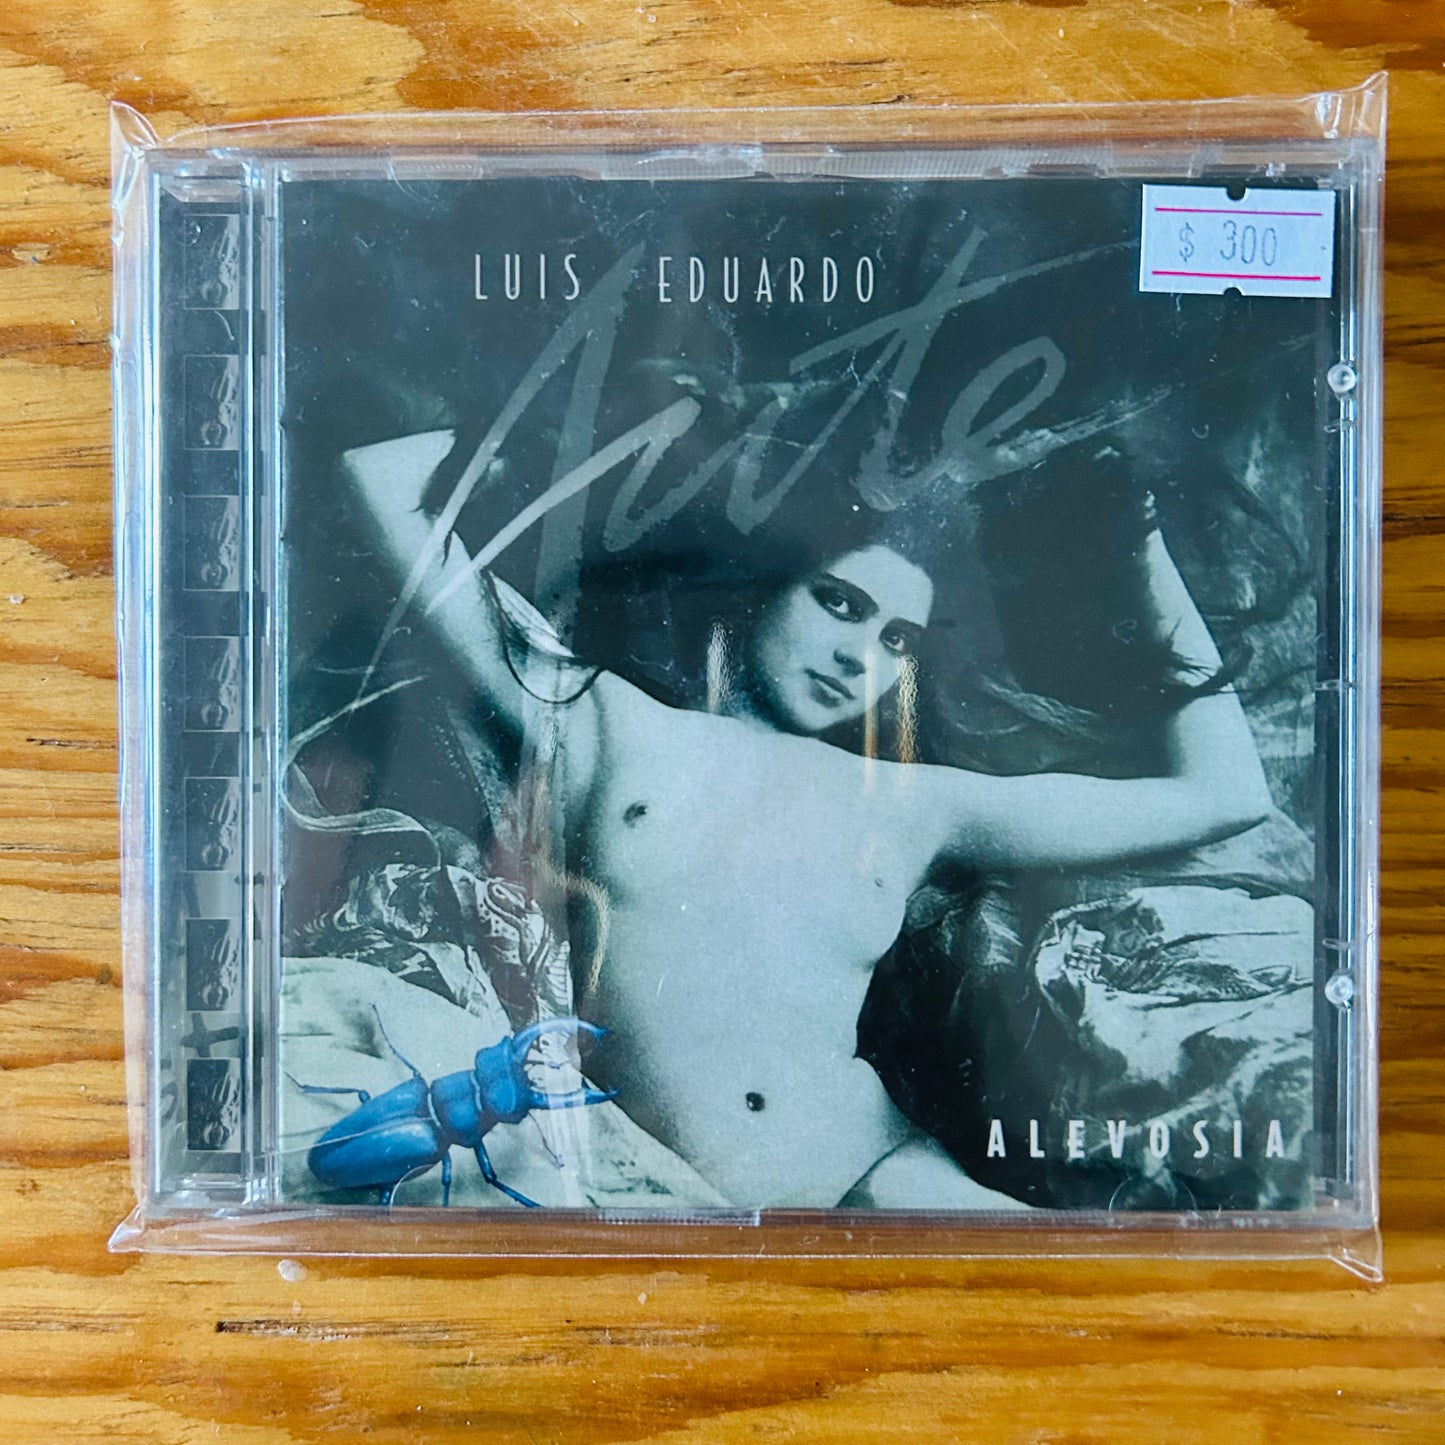 $ 300
LUIS EDUARDO
Aute
ALEVOSIA